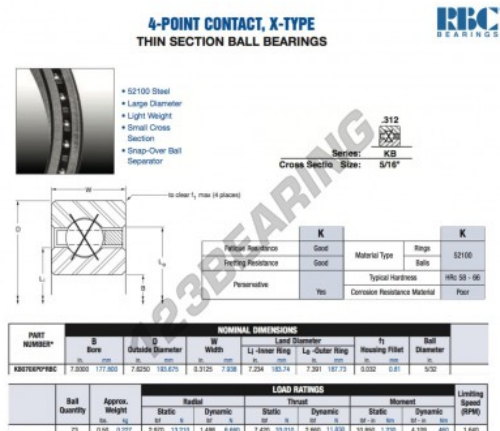 4-POINT CONTACT, X-TYPE
THIN SECTION BALL BEARINGS
RBC
BEARINGS
• 52100 Steel
• Large Diameter
• Light Weight
• Small Cross
Section
• Snap-Over Ball
Separator
.312
Series: KB
Cross Sectio Size: 5/16"
W
to clear f1 max (4 places)
D
Li
Lo
B
123BEARING
K K
Fatigue Resistance Good Material Type Rings 52100
Fretting Resistance Good Balls
Persensative Yes Typical Hardness HRc 58 - 66
Corrosion Resistance Material Poor
PART
NUMBER*
NOMINAL DIMENSIONS
B
Bore
D
Outside Diameter
W
Width
Land Diameter
Li -Inner Ring Lo -Outer Ring
f1
Housing Fillet
Ball
Diameter
in. mm in. mm in. mm in. mm in. mm in. mm in.
KB070XP0*RBC 7.0000 177.800 7.6250 193.675 0.3125 7.938 7.234 183.74 7.391 187.73 0.032 0.81 5/32
Ball
Quantity
Approx.
Weight
LOAD RATINGS
Radial Thrust Moment
Static Dynamic Static Dynamic Static Dynamic
Limiting
Speed
(RPM)